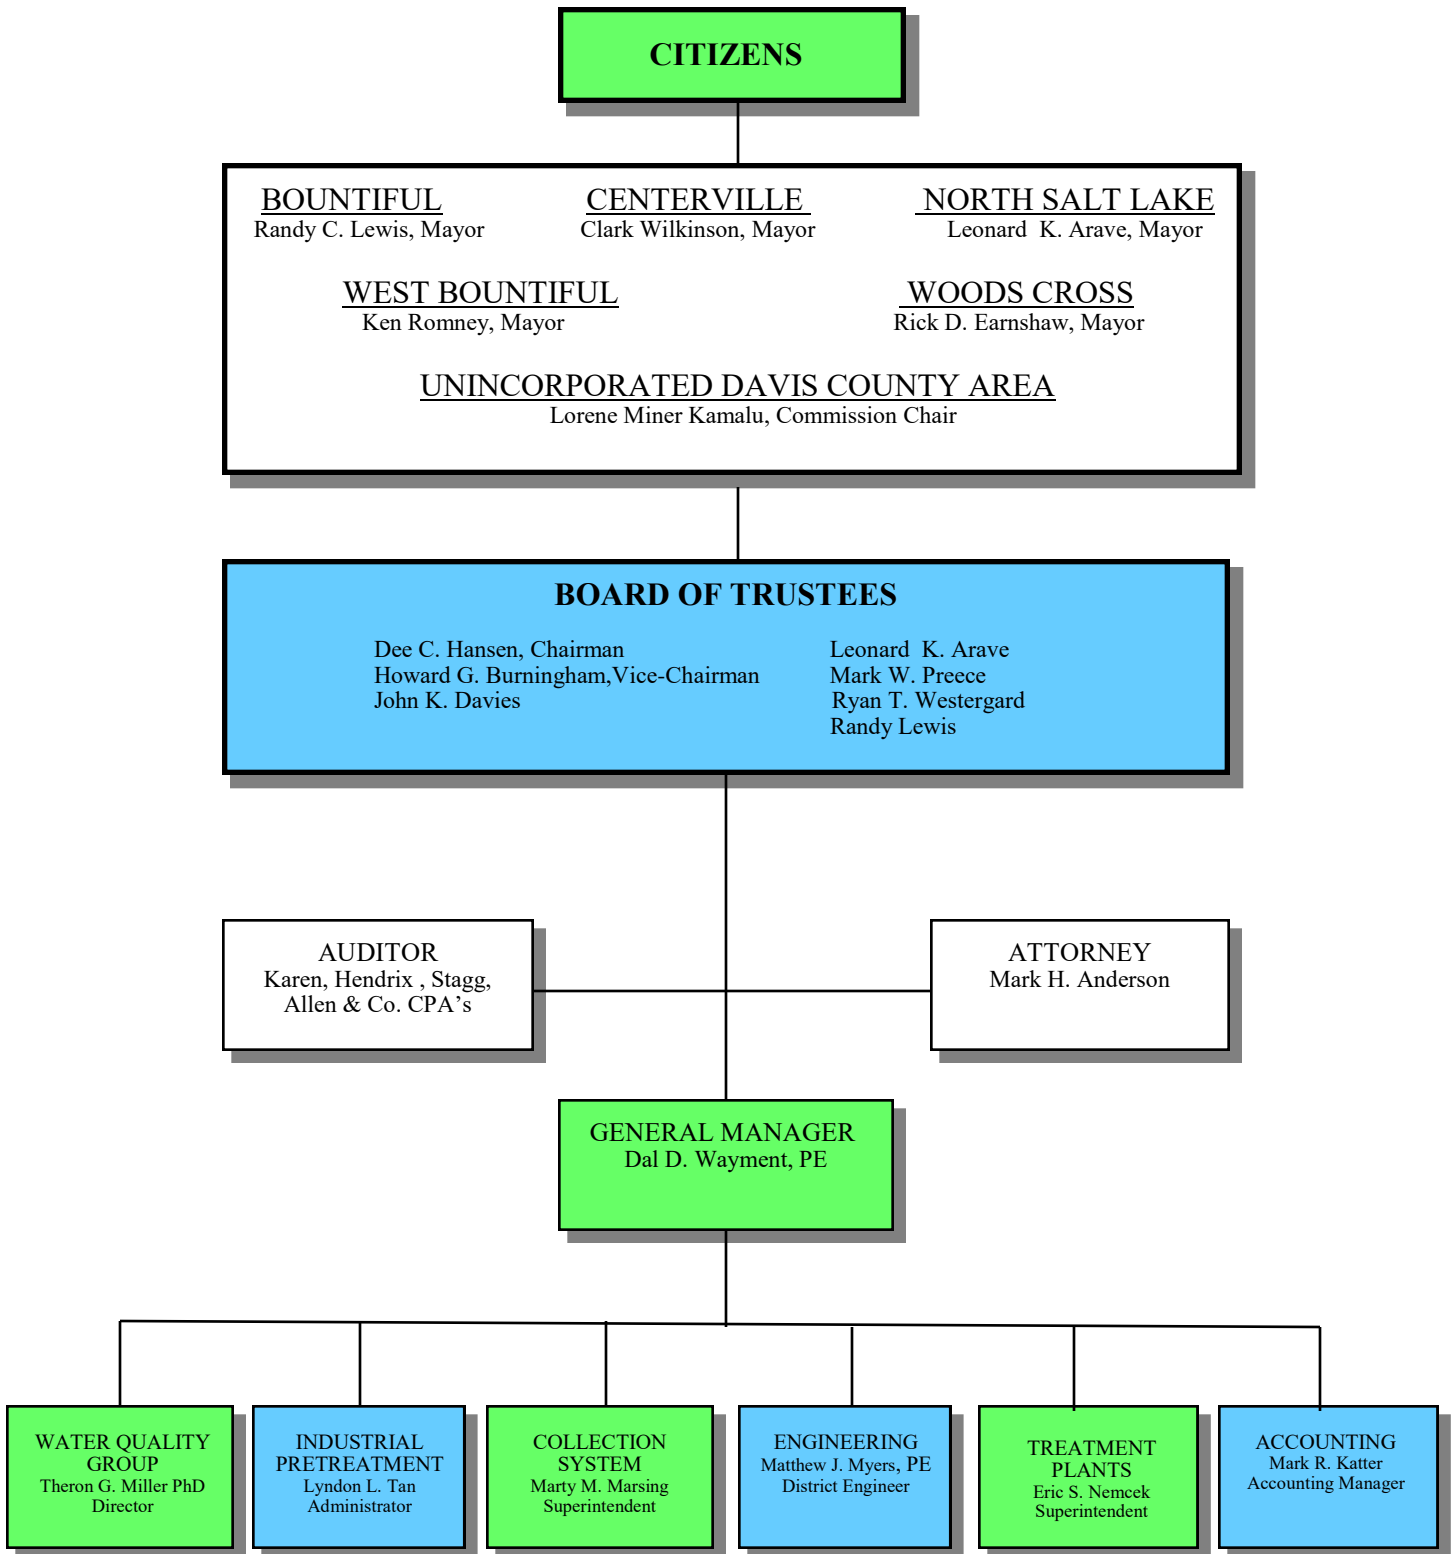 CITIZENS
BOUNTIFUL
Randy C. Lewis, Mayor
CENTERVILLE
Clark Wilkinson, Mayor
NORTH SALT LAKE
Leonard K. Arave, Mayor
WEST BOUNTIFUL
Ken Romney, Mayor
WOODS CROSS
Rick D. Earnshaw, Mayor
UNINCORPORATED DAVIS COUNTY AREA
Lorene Miner Kamalu, Commission Chair
BOARD OF TRUSTEES
Dee C. Hansen, Chairman
Howard G. Burningham,Vice-Chairman
John K. Davies
Leonard K. Arave
Mark W. Preece
Ryan T. Westergard
Randy Lewis
AUDITOR
Karen, Hendrix , Stagg,
Allen & Co. CPA's
ATTORNEY
Mark H. Anderson
GENERAL MANAGER
Dal D. Wayment, PE
WATER QUALITY
GROUP
Theron G. Miller PhD
Director
INDUSTRIAL
PRETREATMENT
Lyndon L. Tan
Administrator
COLLECTION
SYSTEM
Marty M. Marsing
Superintendent
ENGINEERING
Matthew J. Myers, PE
District Engineer
TREATMENT
PLANTS
Eric S. Nemcek
Superintendent
ACCOUNTING
Mark R. Katter
Accounting Manager